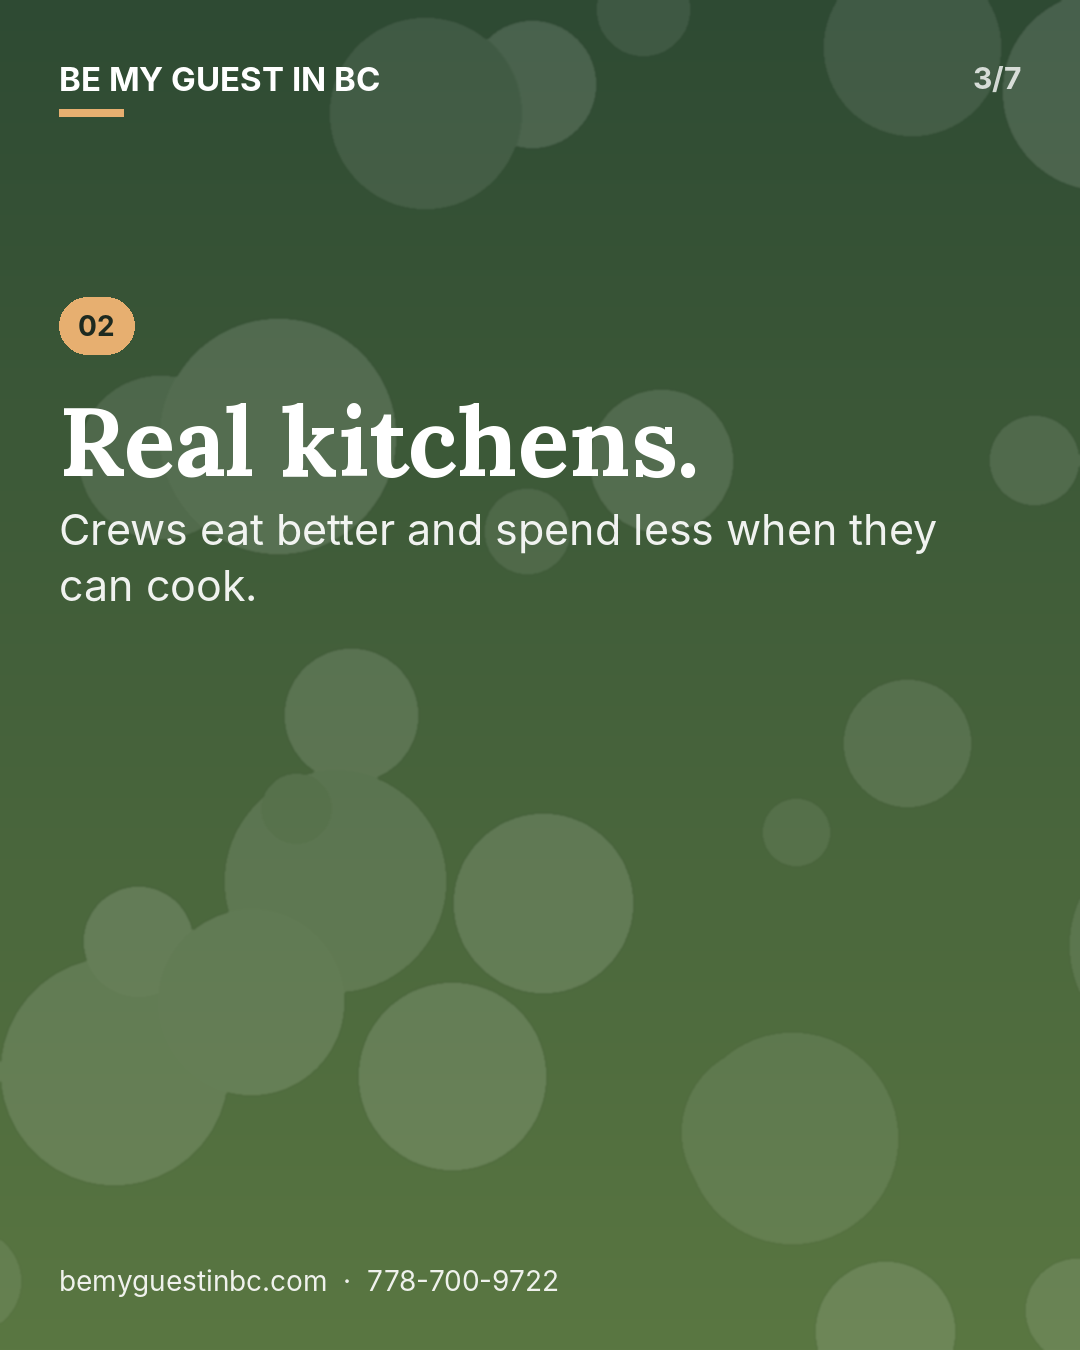 BE MY GUEST IN BC
3/7
02
Real kitchens.
Crews eat better and spend less when they
can cook.
bemyguestinbc.com · 778-700-9722